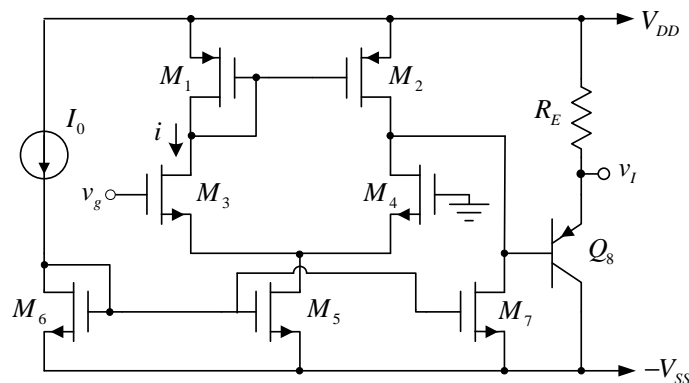 V_DD
M_1
M_2
R_E
I_0
i
v_I
v_g
M_3
M_4
Q_8
M_6
M_5
M_7
−V_SS